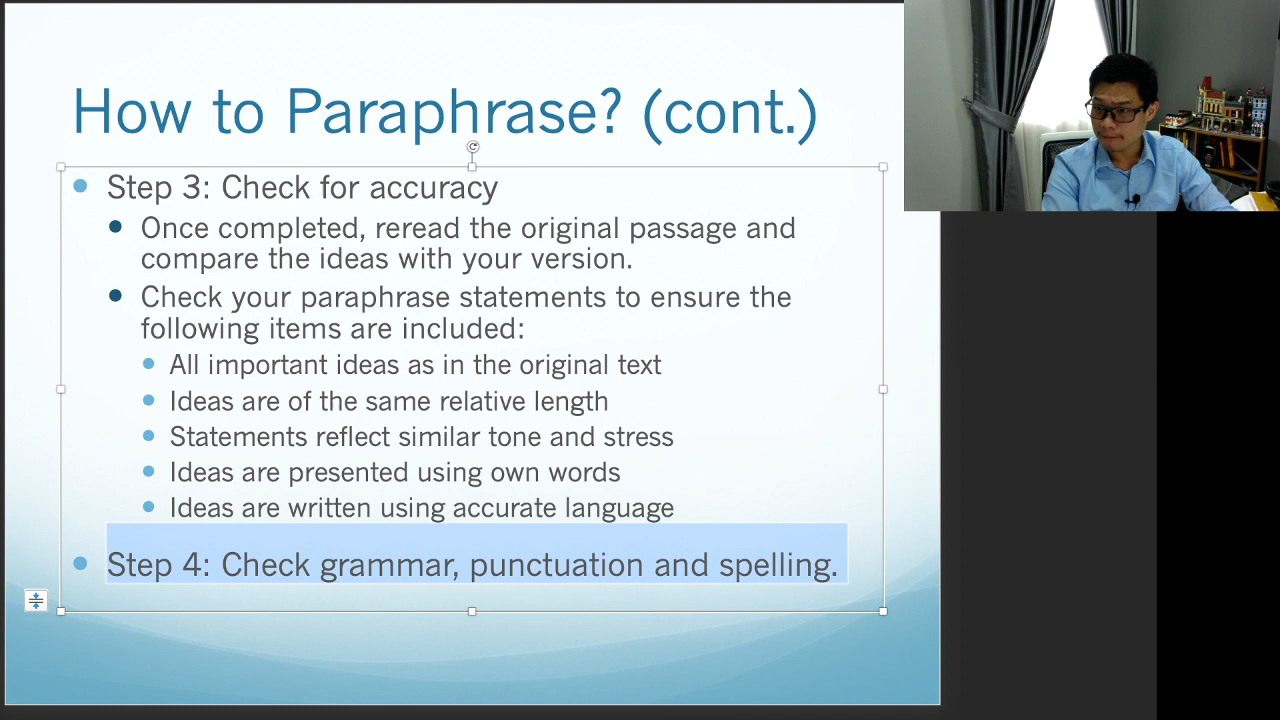 How to Paraphrase? (cont.)
Step 3: Check for accuracy
Once completed, reread the original passage and
compare the ideas with your version.
Check your paraphrase statements to ensure the
following items are included:
All important ideas as in the original text
Ideas are of the same relative length
Statements reflect similar tone and stress
Ideas are presented using own words
Ideas are written using accurate language
Step 4: Check grammar, punctuation and spelling.